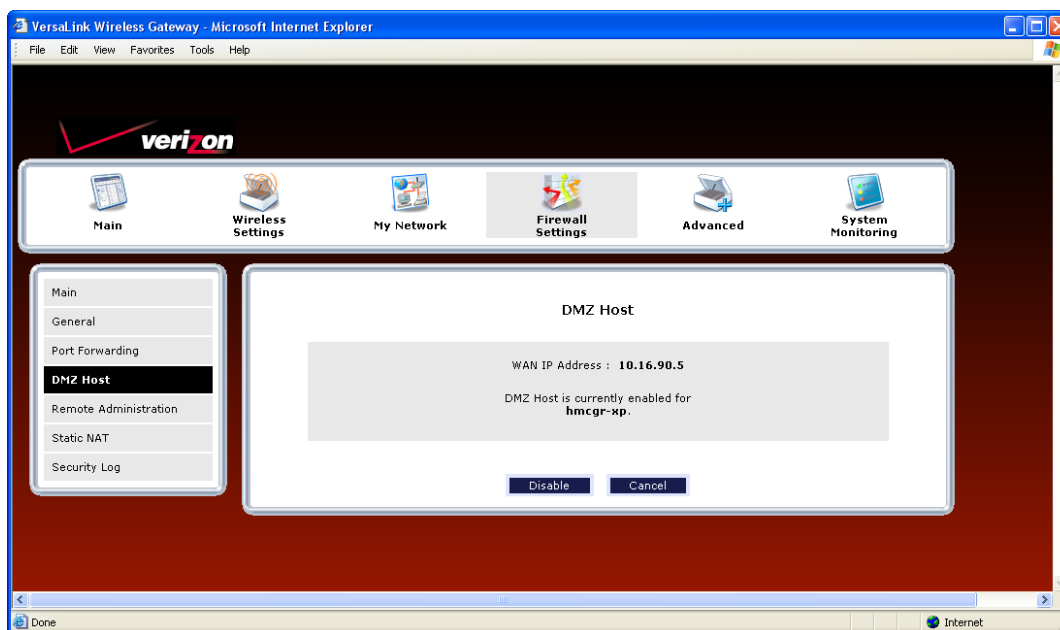 VersaLink Wireless Gateway - Microsoft Internet Explorer
File Edit View Favorites Tools Help
verizon
Main
Wireless
Settings
My Network
Firewall
Settings
Advanced
System
Monitoring
Main
General
Port Forwarding
DMZ Host
Remote Administration
Static NAT
Security Log
DMZ Host
WAN IP Address : 10.16.90.5
DMZ Host is currently enabled for
hmcgr-xp.
Disable Cancel
Done Internet